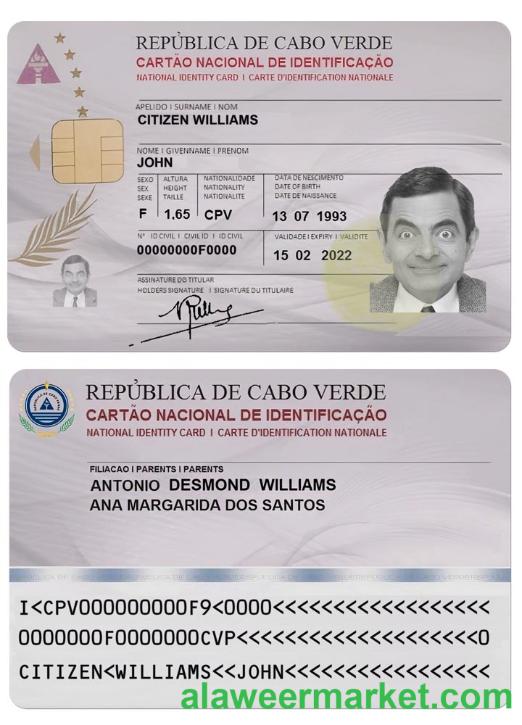 REPÚBLICA DE CABO VERDE
CARTÃO NACIONAL DE IDENTIFICAÇÃO
NATIONAL IDENTITY CARD I CARTE D'IDENTIFICATION NATIONALE
APELIDO I SURNAME I NOM
CITIZEN WILLIAMS
NOME I GIVENNAME I PRENOM
JOHN
SEXO ALTURA NATIONALIDADE DATA DE NESCIMENTO
SEX HEIGHT NATIONALITY DATE OF BIRTH
SEXE TAILLE NATIONALITE DATE DE NAISSANCE
F 1.65 CPV 13 07 1993
Nº ID CIVIL I CIVIL ID I ID CIVIL VALIDADE I EXPIRY I VALIDITE
00000000F0000 15 02 2022
ASSINATURE DO TITULAR
HOLDERS SIGNATURE I SIGNATURE DU TITULAIRE
REPÚBLICA DE CABO VERDE
CARTÃO NACIONAL DE IDENTIFICAÇÃO
NATIONAL IDENTITY CARD I CARTE D'IDENTIFICATION NATIONALE
FILIACAO I PARENTS I PARENTS
ANTONIO DESMOND WILLIAMS
ANA MARGARIDA DOS SANTOS
I<CPV000000000F9<0000<<<<<<<<<<<<<<<<<<
0000000F0000000CVP<<<<<<<<<<<<<<<<<<<<0
CITIZEN<WILLIAMS<<JOHN<<<<<<<<<<<<<<<<<
alaweermarket.com